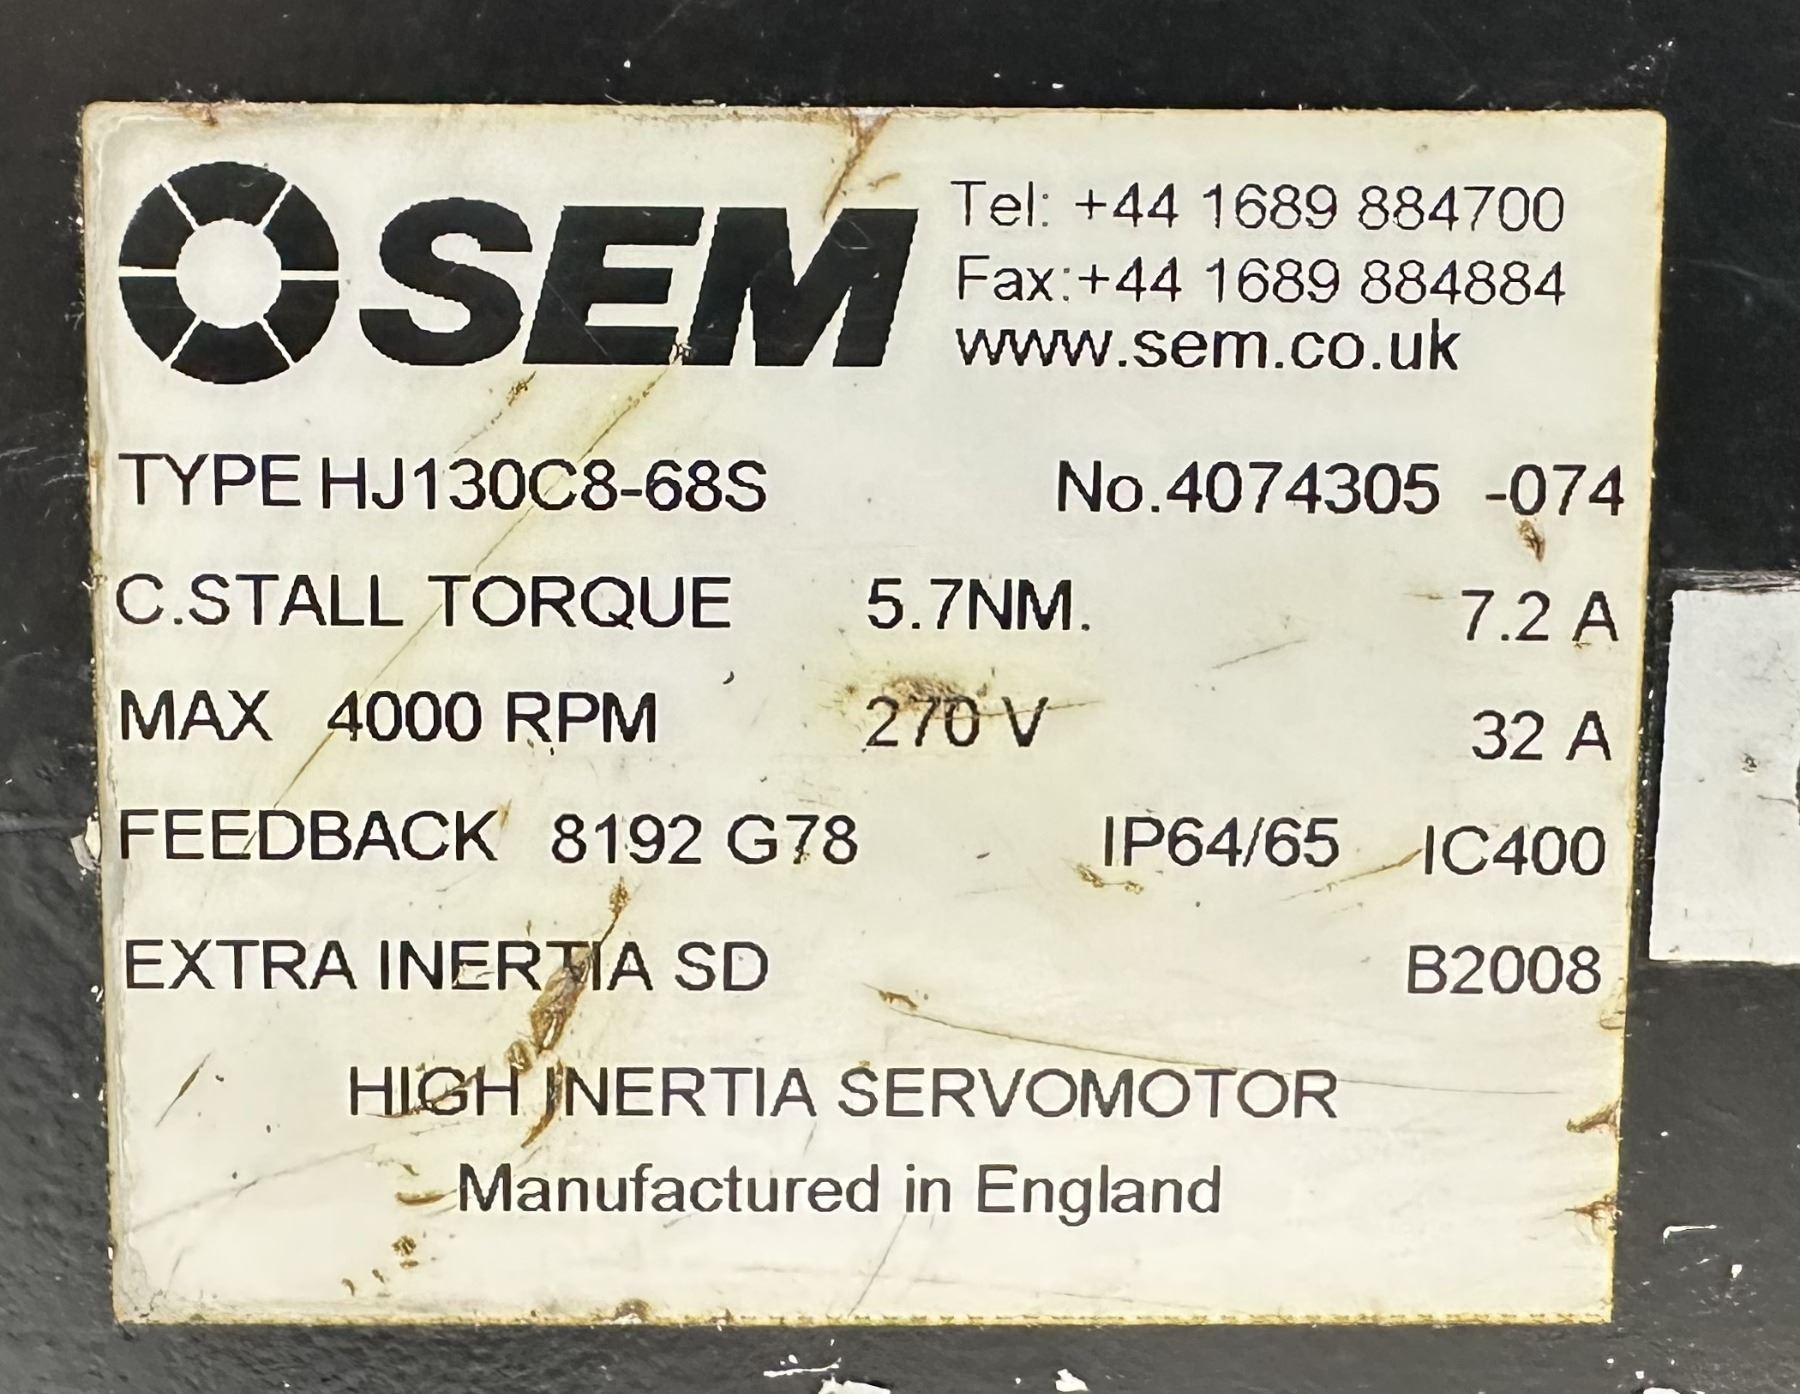 SEM
Tel: +44 1689 884700
Fax:+44 1689 884884
www.sem.co.uk
TYPE HJ130C8-68S No.4074305 -074
C.STALL TORQUE 5.7NM. 7.2 A
MAX 4000 RPM 270 V 32 A
FEEDBACK 8192 G78 IP64/65 IC400
EXTRA INERTIA SD B2008
HIGH INERTIA SERVOMOTOR
Manufactured in England